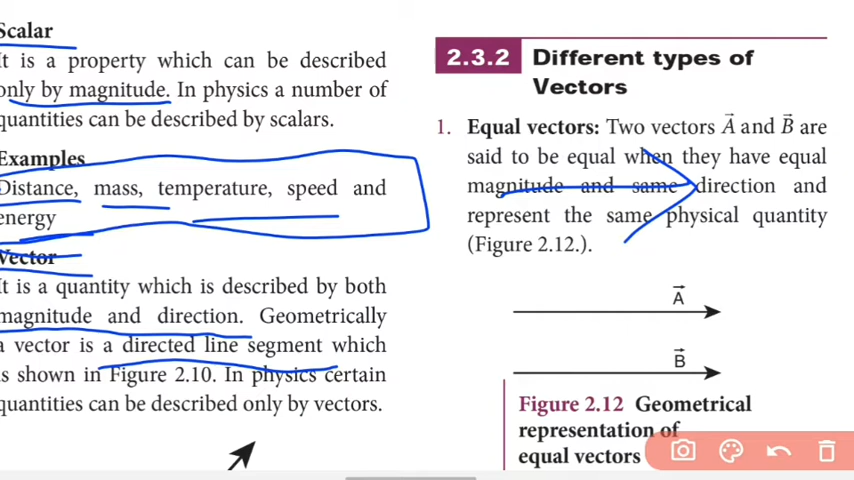 Scalar
It is a property which can be described
only by magnitude. In physics a number of
quantities can be described by scalars.
Examples
Distance, mass, temperature, speed and
energy
Vector
It is a quantity which is described by both
magnitude and direction. Geometrically
a vector is a directed line segment which
is shown in Figure 2.10. In physics certain
quantities can be described only by vectors.
2.3.2 Different types of
Vectors
1. Equal vectors: Two vectors A⃗ and B⃗ are
said to be equal when they have equal
magnitude and same direction and
represent the same physical quantity
(Figure 2.12.).
A⃗
B⃗
Figure 2.12 Geometrical
representation of
equal vectors